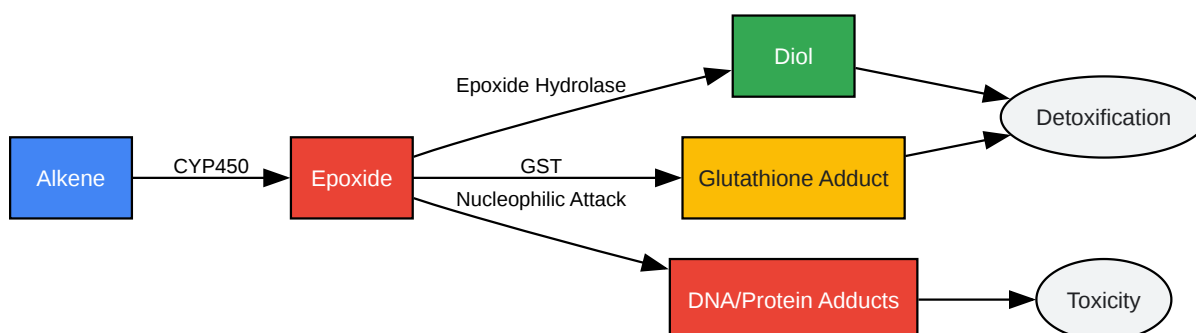 Alkene
CYP450
Epoxide
Epoxide Hydrolase
Diol
GST
Glutathione Adduct
Detoxification
Nucleophilic Attack
DNA/Protein Adducts
Toxicity